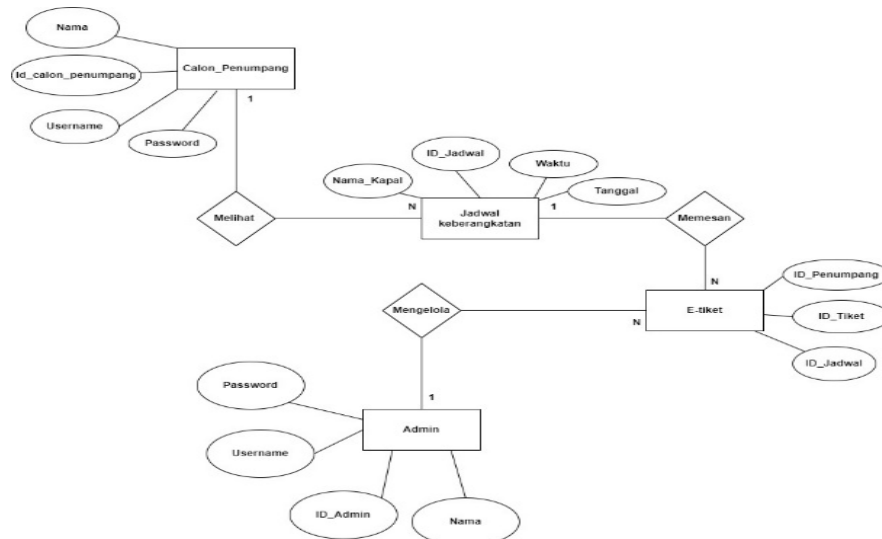 Nama
Calon_Penumpang
Id_calon_penumpang
1
Username
Password
ID_Jadwal
Waktu
Nama_Kapal
Tanggal
Melihat
N
Jadwal
keberangkatan
1
Memesan
N
ID_Penumpang
Mengelola
N
E-tiket
ID_Tiket
ID_Jadwal
Password
1
Admin
Username
ID_Admin
Nama